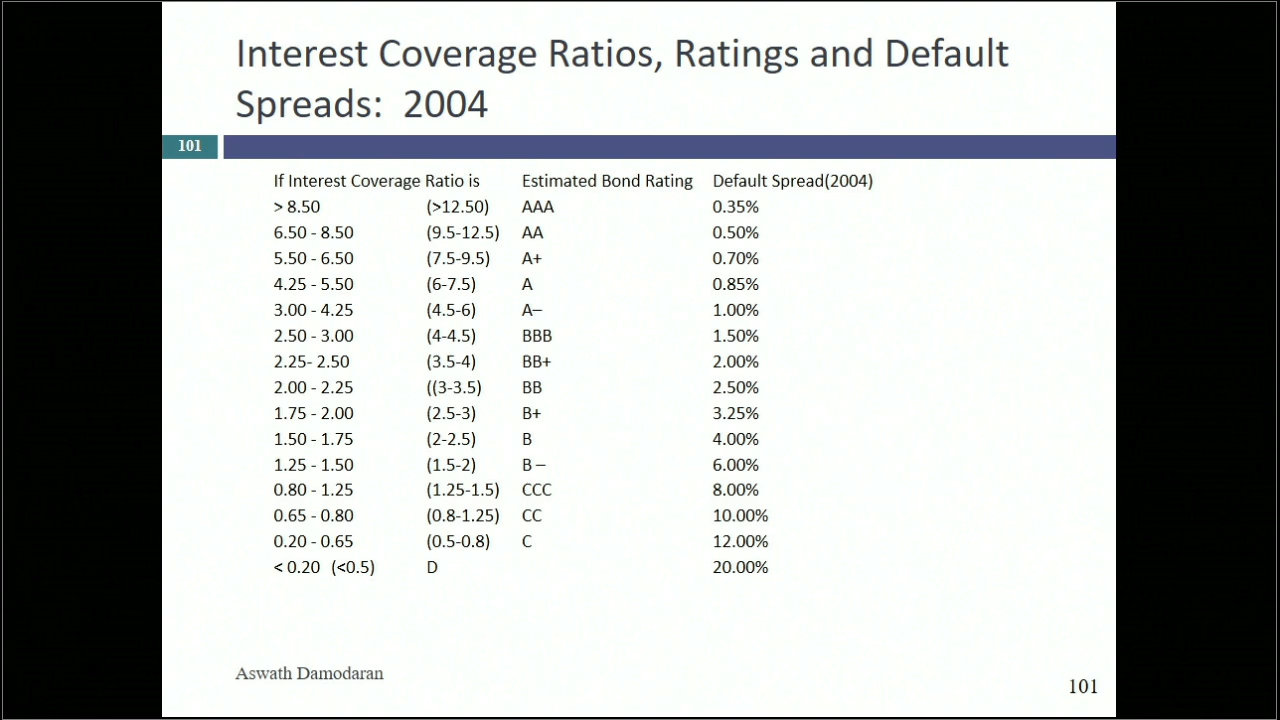 Interest Coverage Ratios, Ratings and Default
Spreads: 2004
101
If Interest Coverage Ratio is Estimated Bond Rating Default Spread(2004)
> 8.50 (>12.50) AAA 0.35%
6.50 - 8.50 (9.5-12.5) AA 0.50%
5.50 - 6.50 (7.5-9.5) A+ 0.70%
4.25 - 5.50 (6-7.5) A 0.85%
3.00 - 4.25 (4.5-6) A– 1.00%
2.50 - 3.00 (4-4.5) BBB 1.50%
2.25- 2.50 (3.5-4) BB+ 2.00%
2.00 - 2.25 ((3-3.5) BB 2.50%
1.75 - 2.00 (2.5-3) B+ 3.25%
1.50 - 1.75 (2-2.5) B 4.00%
1.25 - 1.50 (1.5-2) B – 6.00%
0.80 - 1.25 (1.25-1.5) CCC 8.00%
0.65 - 0.80 (0.8-1.25) CC 10.00%
0.20 - 0.65 (0.5-0.8) C 12.00%
< 0.20 (<0.5) D 20.00%
Aswath Damodaran
101